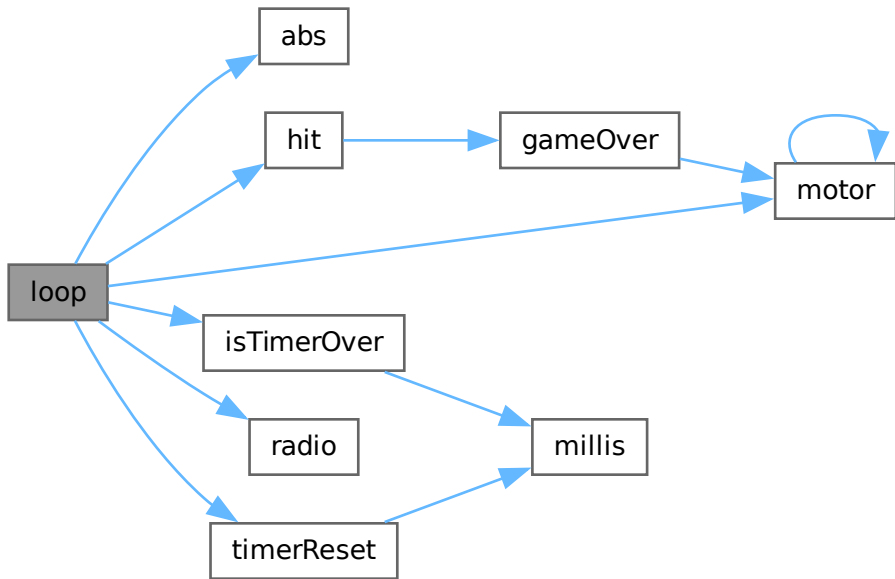 abs
hit
gameOver
motor
loop
isTimerOver
radio
millis
timerReset